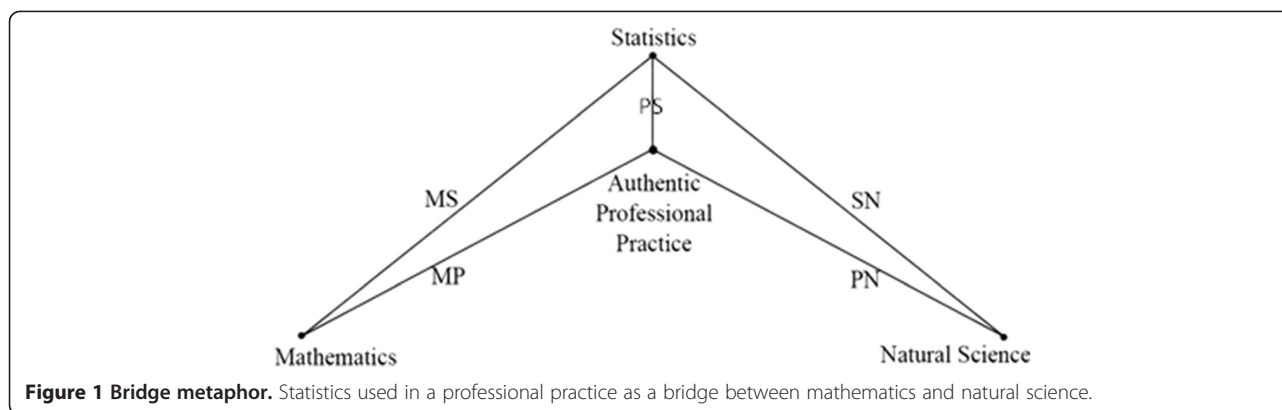 Statistics
PS
Authentic
Professional
Practice
MS
SN
MP
PN
Mathematics
Natural Science
Figure 1 Bridge metaphor. Statistics used in a professional practice as a bridge between mathematics and natural science.